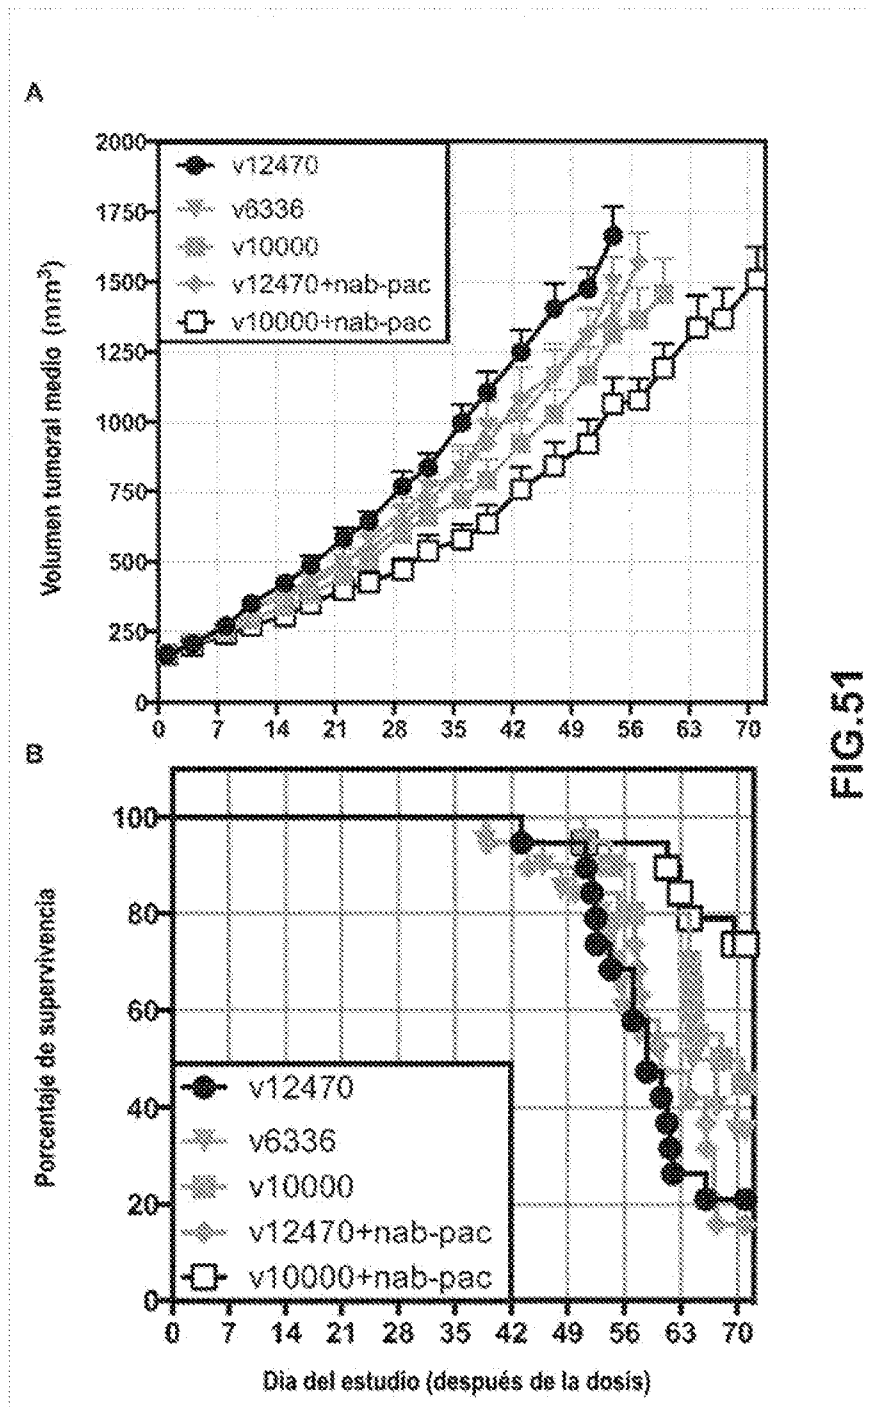 A
2000
1750
1500
1250
1000
750
500
250
0
Volumen tumoral medio (mm³)
v12470
v6336
v10000
v12470+nab-pac
v10000+nab-pac
0 7 14 21 28 35 42 49 56 63 70
B
100
80
60
40
20
0
Porcentaje de supervivencia
v12470
v6336
v10000
v12470+nab-pac
v10000+nab-pac
0 7 14 21 28 35 42 49 56 63 70
Dia del estudio (después de la dosis)
FIG.51